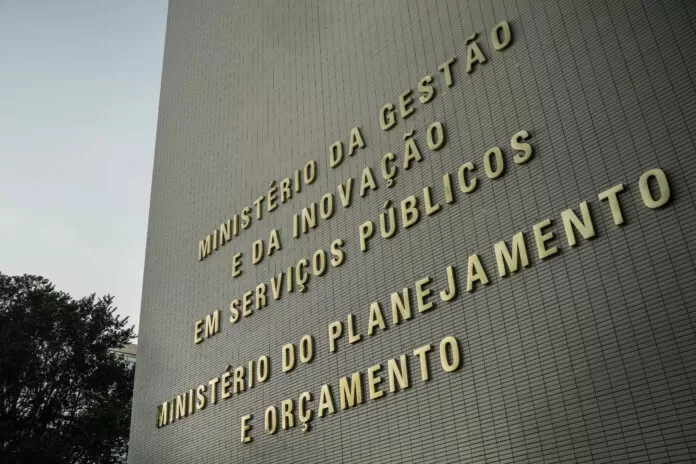 MINISTÉRIO DA GESTÃO
E DA INOVAÇÃO
EM SERVIÇOS PÚBLICOS
MINISTÉRIO DO PLANEJAMENTO
E ORÇAMENTO